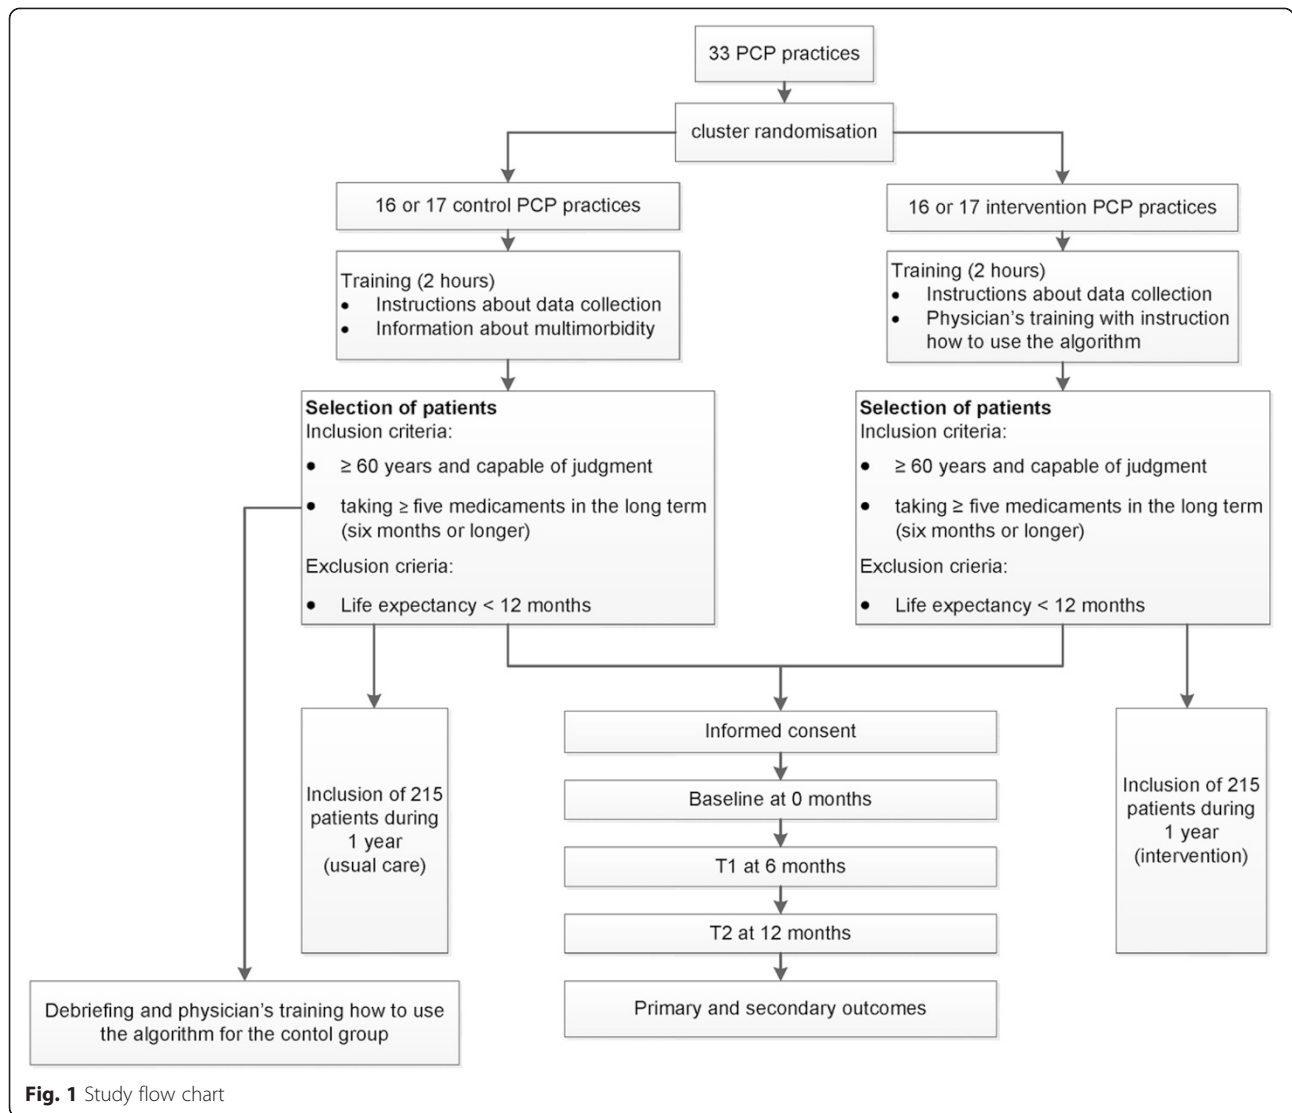 33 PCP practices
cluster randomisation
16 or 17 control PCP practices
16 or 17 intervention PCP practices
Training (2 hours)
• Instructions about data collection
• Information about multimorbidity
Training (2 hours)
• Instructions about data collection
• Physician's training with instruction
how to use the algorithm
Selection of patients
Inclusion criteria:
• ≥ 60 years and capable of judgment
• taking ≥ five medicaments in the long term
(six months or longer)
Exclusion crieria:
• Life expectancy < 12 months
Selection of patients
Inclusion criteria:
• ≥ 60 years and capable of judgment
• taking ≥ five medicaments in the long term
(six months or longer)
Exclusion crieria:
• Life expectancy < 12 months
Inclusion of 215
patients during
1 year
(usual care)
Informed consent
Baseline at 0 months
T1 at 6 months
T2 at 12 months
Primary and secondary outcomes
Inclusion of 215
patients during
1 year
(intervention)
Debriefing and physician's training how to use
the algorithm for the contol group
Fig. 1 Study flow chart